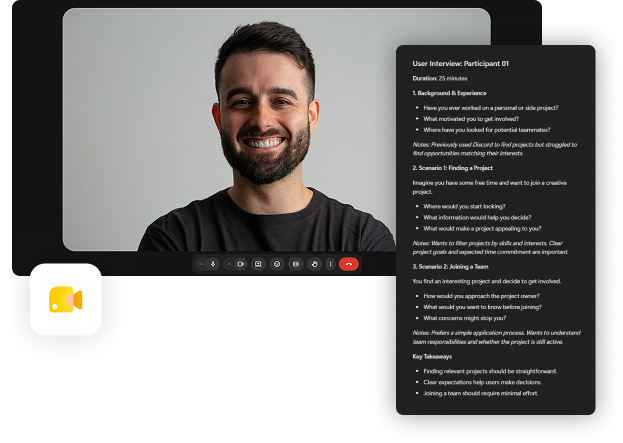 User Interview: Participant 01
Duration: 25 minutes
1. Background & Experience
Have you ever worked on a personal or side project?
What motivated you to get involved?
Where have you looked for potential teammates?
Notes: Previously used Discord to find projects but struggled to
find opportunities matching their interests.
2. Scenario 1: Finding a Project
Imagine you have some free time and want to join a creative
project.
Where would you start looking?
What information would help you decide?
What would make a project appealing to you?
Notes: Wants to filter projects by skills and interests. Clear
project goals and expected time commitment are important.
3. Scenario 2: Joining a Team
You find an interesting project and decide to get involved.
How would you approach the project owner?
What would you want to know before joining?
What concerns might stop you?
Notes: Prefers a simple application process. Wants to understand
team responsibilities and whether the project is still active.
Key Takeaways
Finding relevant projects should be straightforward.
Clear expectations help users make decisions.
Joining a team should require minimal effort.